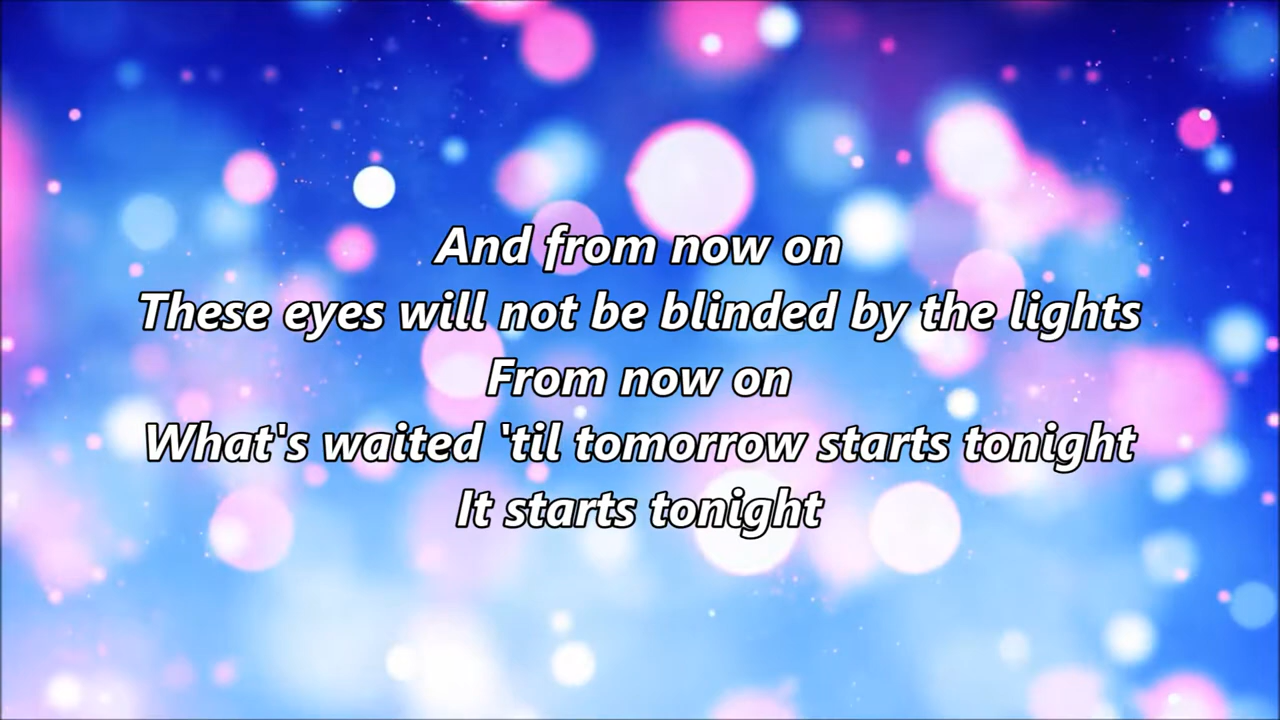 And from now on
These eyes will not be blinded by the lights
From now on
What's waited 'til tomorrow starts tonight
It starts tonight